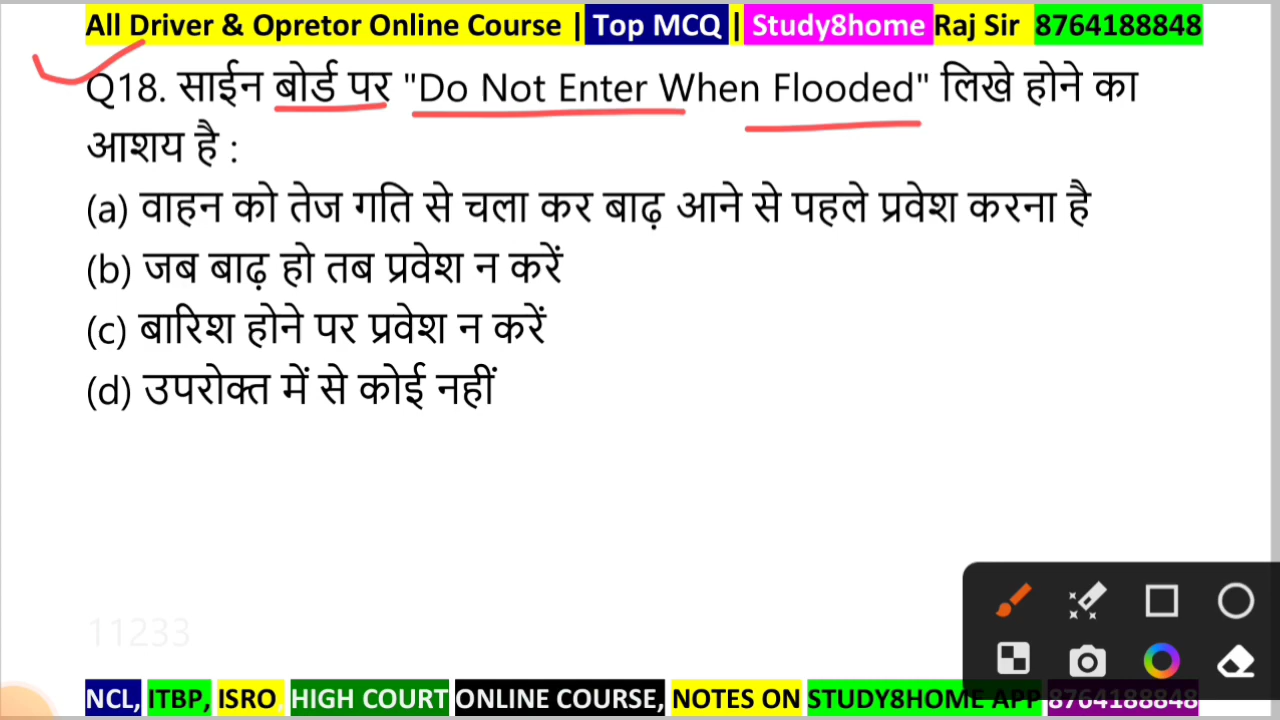 All Driver & Opretor Online Course | Top MCQ | Study8home Raj Sir 8764188848
Q18. साईन बोर्ड पर "Do Not Enter When Flooded" लिखे होने का
आशय है :
(a) वाहन को तेज गति से चला कर बाढ़ आने से पहले प्रवेश करना है
(b) जब बाढ़ हो तब प्रवेश न करें
(c) बारिश होने पर प्रवेश न करें
(d) उपरोक्त में से कोई नहीं
11233
NCL, ITBP, ISRO, HIGH COURT ONLINE COURSE, NOTES ON STUDY8HOME APP 8764188848